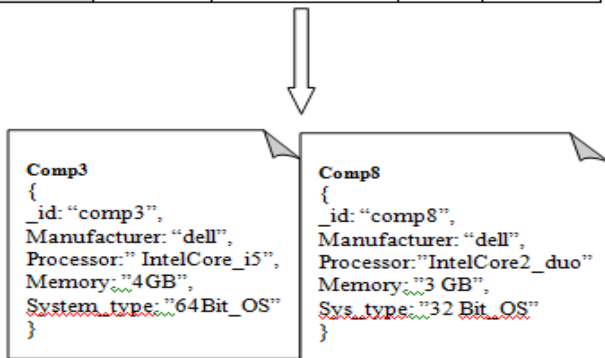 Comp3
{
_id: “comp3”,
Manufacturer: “dell”,
Processor:” IntelCore_i5”,
Memory:”4GB”,
System_type:”64Bit_OS”
}
Comp8
{
_id: “comp8”,
Manufacturer: “dell”,
Processor:”IntelCore2_duo”
Memory:”3 GB”,
Sys_type:”32 Bit_OS”
}